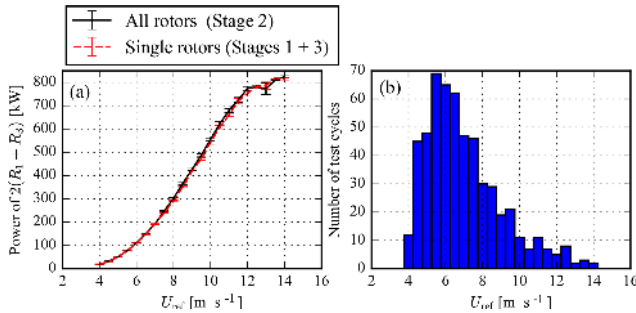 All rotors (Stage 2)
Single rotors (Stages 1 + 3)
(a)
Power of 2(R₁ − R₃) [kW]
800
700
600
500
400
300
200
100
0
2 4 6 8 10 12 14 16
U_ref [m s⁻¹]
(b)
Number of test cycles
70
60
50
40
30
20
10
0
2 4 6 8 10 12 14 16
U_ref [m s⁻¹]